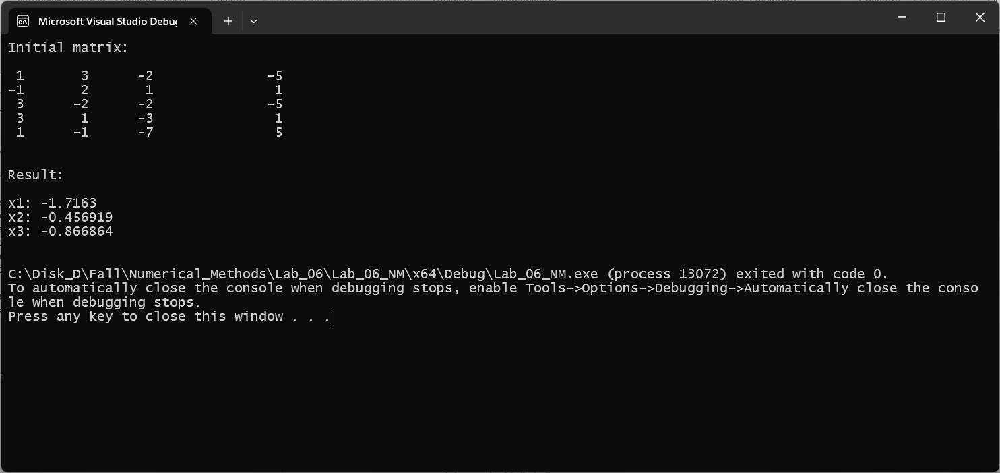 Microsoft Visual Studio Debu
Initial matrix:
1 3 -2 -5
-1 2 1 1
3 -2 -2 -5
3 1 -3 1
1 -1 -7 5
Result:
x1: -1.7163
x2: -0.456919
x3: -0.866864
C:\Disk_D\Fall\Numerical_Methods\Lab_06\Lab_06_NM\x64\Debug\Lab_06_NM.exe (process 13072) exited with code 0.
To automatically close the console when debugging stops, enable Tools->Options->Debugging->Automatically close the conso
le when debugging stops.
Press any key to close this window . . .